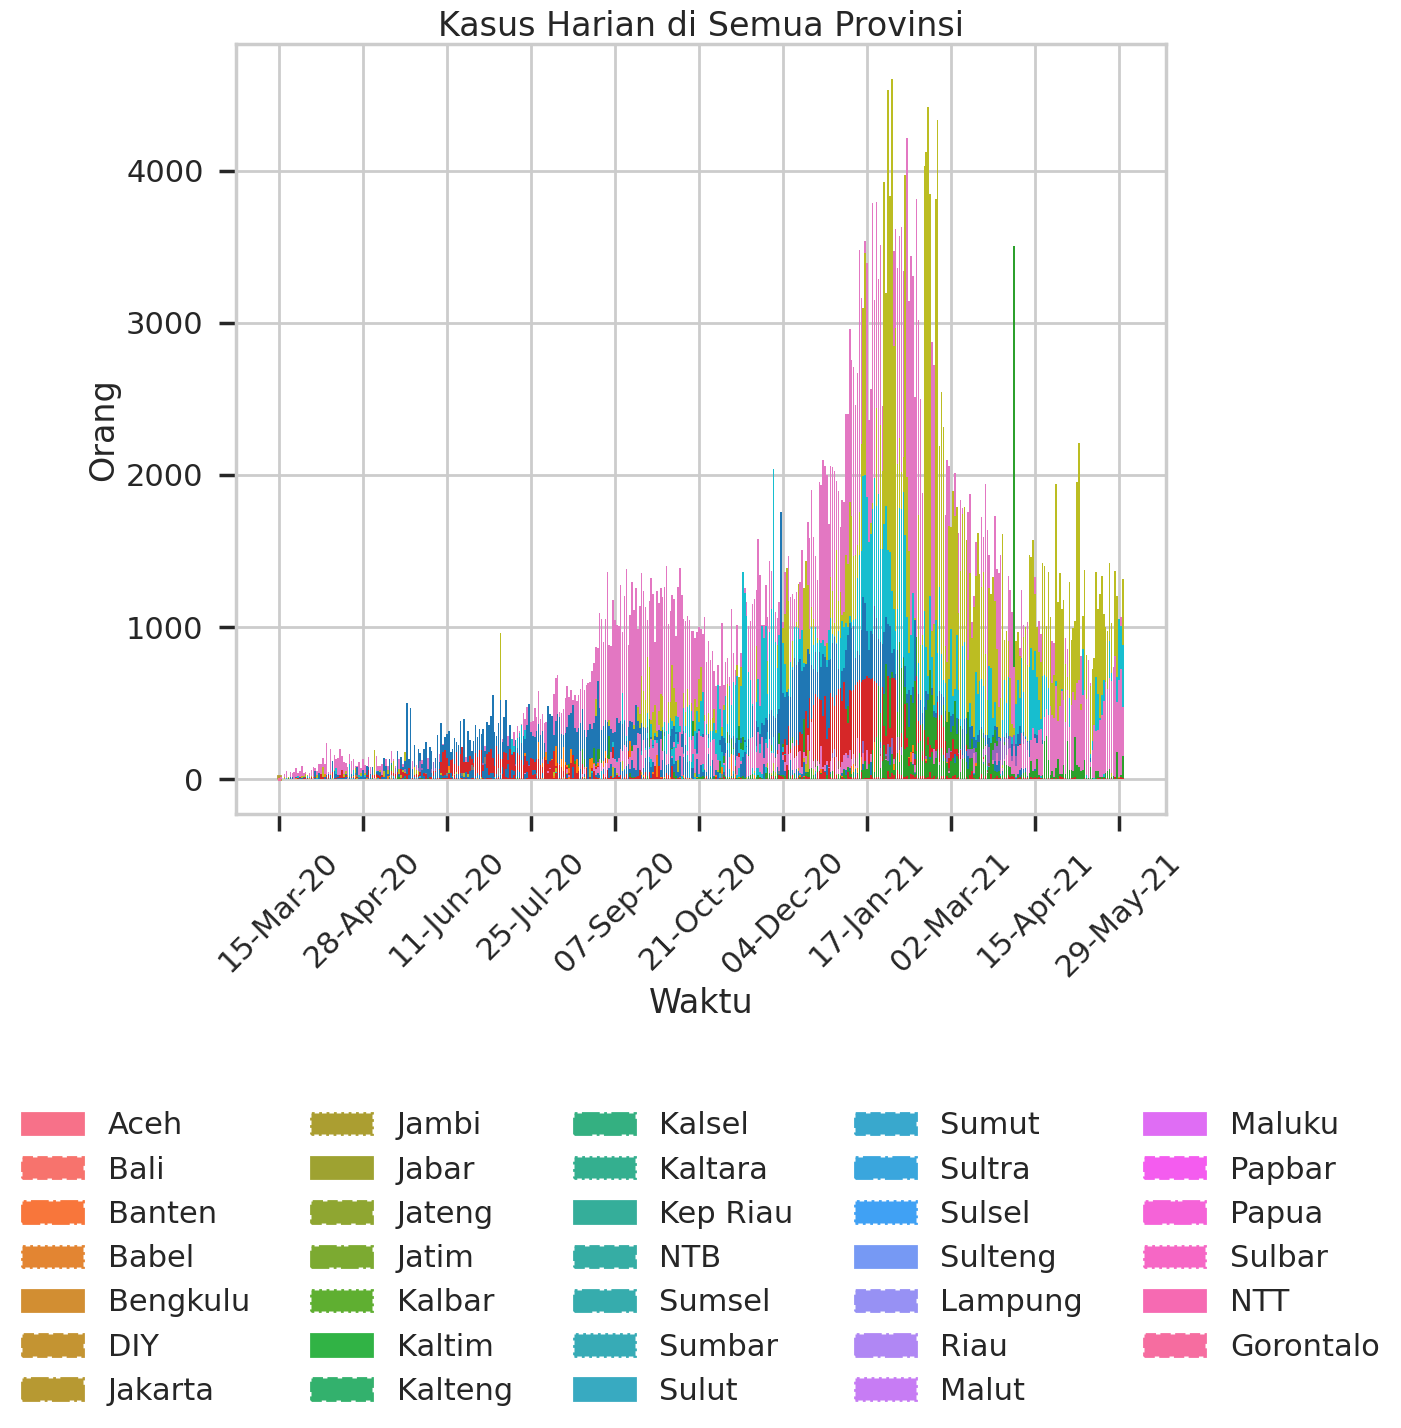 Kasus Harian di Semua Provinsi
4000
3000
2000
1000
0
Orang
15-Mar-20
28-Apr-20
11-Jun-20
25-Jul-20
07-Sep-20
21-Oct-20
04-Dec-20
17-Jan-21
02-Mar-21
15-Apr-21
29-May-21
Waktu
Aceh
Bali
Banten
Babel
Bengkulu
DIY
Jakarta
Jambi
Jabar
Jateng
Jatim
Kalbar
Kaltim
Kalteng
Kalsel
Kaltara
Kep Riau
NTB
Sumsel
Sumbar
Sulut
Sumut
Sultra
Sulsel
Sulteng
Lampung
Riau
Malut
Maluku
Papbar
Papua
Sulbar
NTT
Gorontalo